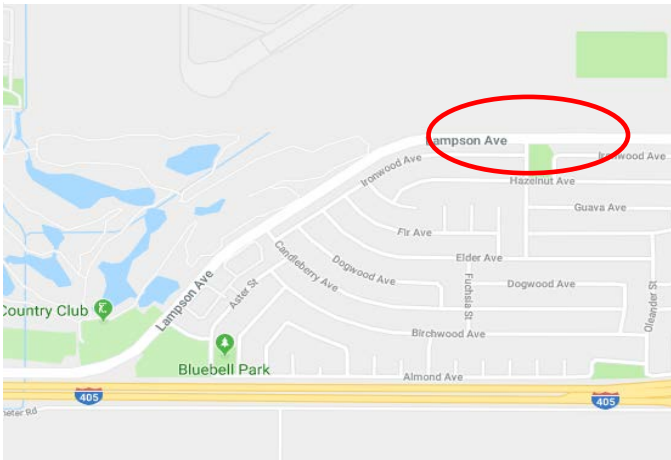 Lampson Ave
Ironwood Ave
Ironwood Ave
Hazelnut Ave
Guava Ave
Fir Ave
Elder Ave
Candleberry Ave
Dogwood Ave
Dogwood Ave
Fuchsia St
Oleander St
Aster St
Lampson Ave
Country Club
Birchwood Ave
Bluebell Park
Almond Ave
405
405
Rd